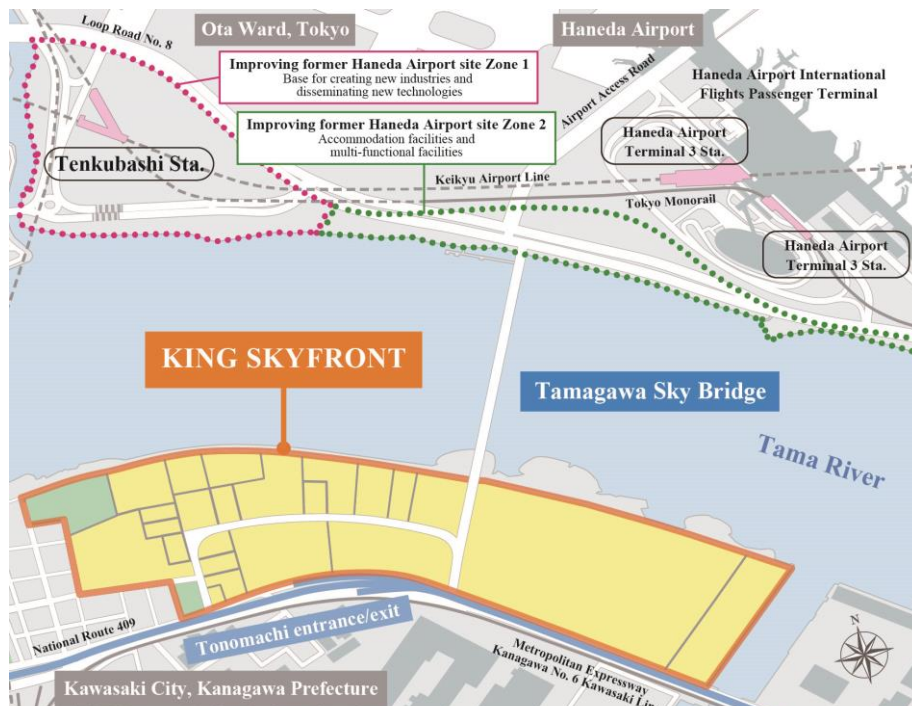 Loop Road No. 8
Ota Ward, Tokyo
Haneda Airport
Improving former Haneda Airport site Zone 1
Base for creating new industries and
disseminating new technologies
Airport Access Road
Haneda Airport International
Flights Passenger Terminal
Improving former Haneda Airport site Zone 2
Accommodation facilities and
multi-functional facilities
Haneda Airport
Terminal 3 Sta.
Tenkubashi Sta.
Keikyu Airport Line
Tokyo Monorail
Haneda Airport
Terminal 3 Sta.
KING SKYFRONT
Tamagawa Sky Bridge
Tama River
National Route 409
Tonomachi entrance/exit
N
Metropolitan Expressway
Kanagawa No. 6 Kawasaki Li
Kawasaki City, Kanagawa Prefecture